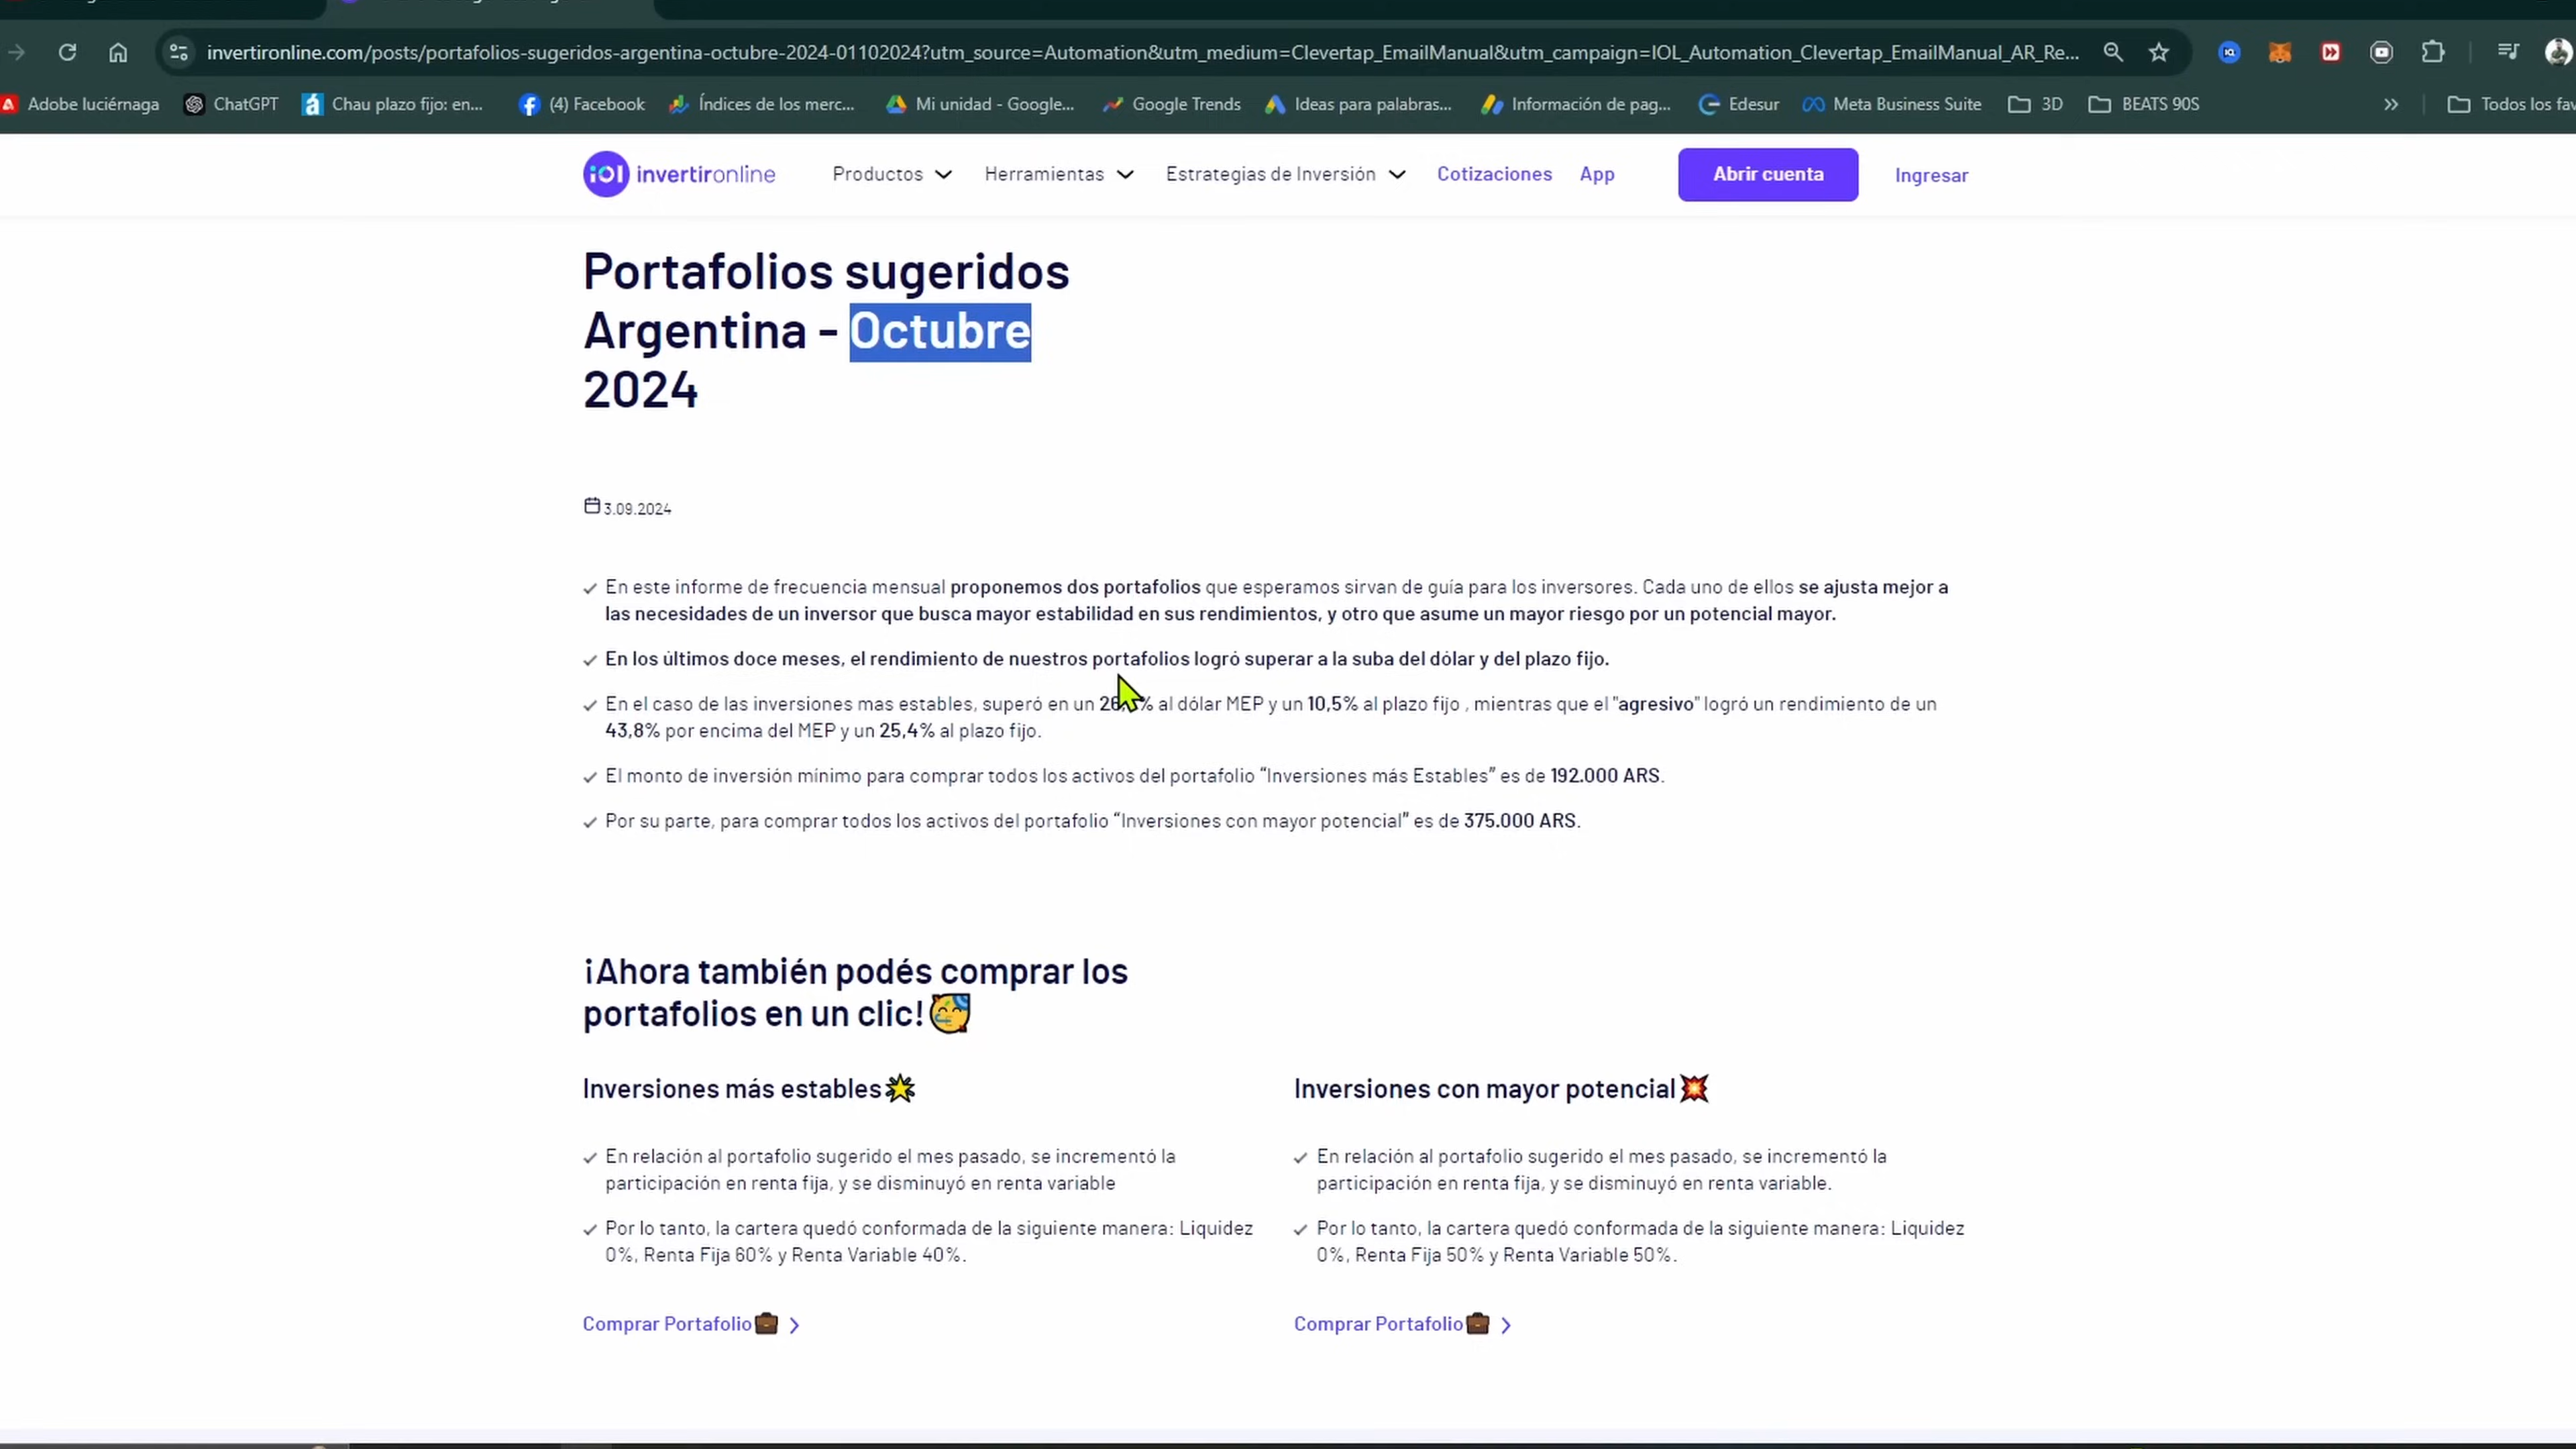 invertironline.com/posts/portafolios-sugeridos-argentina-octubre-2024-01102024?utm_source=Automation&utm_medium=Clevertap_EmailManual&utm_campaign=IOL_Automation_Clevertap_EmailManual_AR_Re...
Adobe luciérnaga ChatGPT Chau plazo fijo: en... (4) Facebook Índices de los merc... Mi unidad - Google... Google Trends Ideas para palabras... Información de pag... Edesur Meta Business Suite 3D BEATS 90S » Todos los fav
iol invertironline Productos Herramientas Estrategias de Inversión Cotizaciones App Abrir cuenta Ingresar
Portafolios sugeridos
Argentina - Octubre
2024
3.09.2024
En este informe de frecuencia mensual proponemos dos portafolios que esperamos sirvan de guía para los inversores. Cada uno de ellos se ajusta mejor a
las necesidades de un inversor que busca mayor estabilidad en sus rendimientos, y otro que asume un mayor riesgo por un potencial mayor.
En los últimos doce meses, el rendimiento de nuestros portafolios logró superar a la suba del dólar y del plazo fijo.
En el caso de las inversiones mas estables, superó en un al dólar MEP y un 10,5% al plazo fijo , mientras que el "agresivo" logró un rendimiento de un
43,8% por encima del MEP y un 25,4% al plazo fijo.
El monto de inversión mínimo para comprar todos los activos del portafolio “Inversiones más Estables” es de 192.000 ARS.
Por su parte, para comprar todos los activos del portafolio “Inversiones con mayor potencial” es de 375.000 ARS.
¡Ahora también podés comprar los
portafolios en un clic!🥳
Inversiones más estables🌟
En relación al portafolio sugerido el mes pasado, se incrementó la
participación en renta fija, y se disminuyó en renta variable
Por lo tanto, la cartera quedó conformada de la siguiente manera: Liquidez
0%, Renta Fija 60% y Renta Variable 40%.
Comprar Portafolio💼
Inversiones con mayor potencial💥
En relación al portafolio sugerido el mes pasado, se incrementó la
participación en renta fija, y se disminuyó en renta variable.
Por lo tanto, la cartera quedó conformada de la siguiente manera: Liquidez
0%, Renta Fija 50% y Renta Variable 50%.
Comprar Portafolio💼